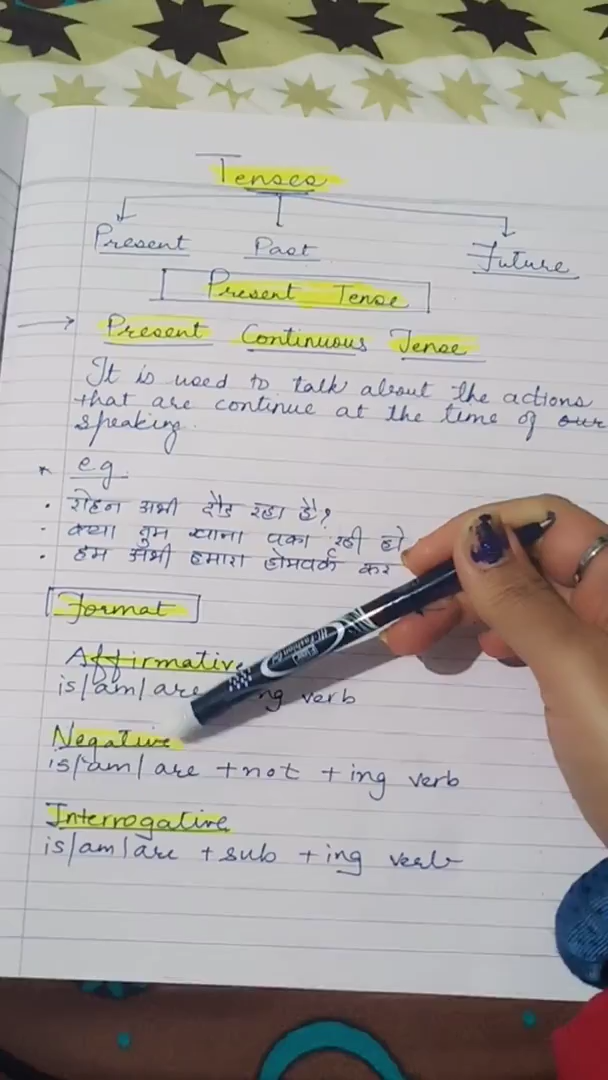 Tenses
Present Past Future
Present Tense
→ Present Continuous Tense
It is used to talk about the actions
that are continue at the time of our
speaking.
* e.g.
· रोहन अभी दौड़ रहा है?
· क्या तुम खाना पका रही हो
· हम अभी हमारा होमवर्क कर
Format
Affirmative
is/am/are ng verb
Negative
is/am/are +not +ing verb
Interrogative
is/am/are +sub +ing verb